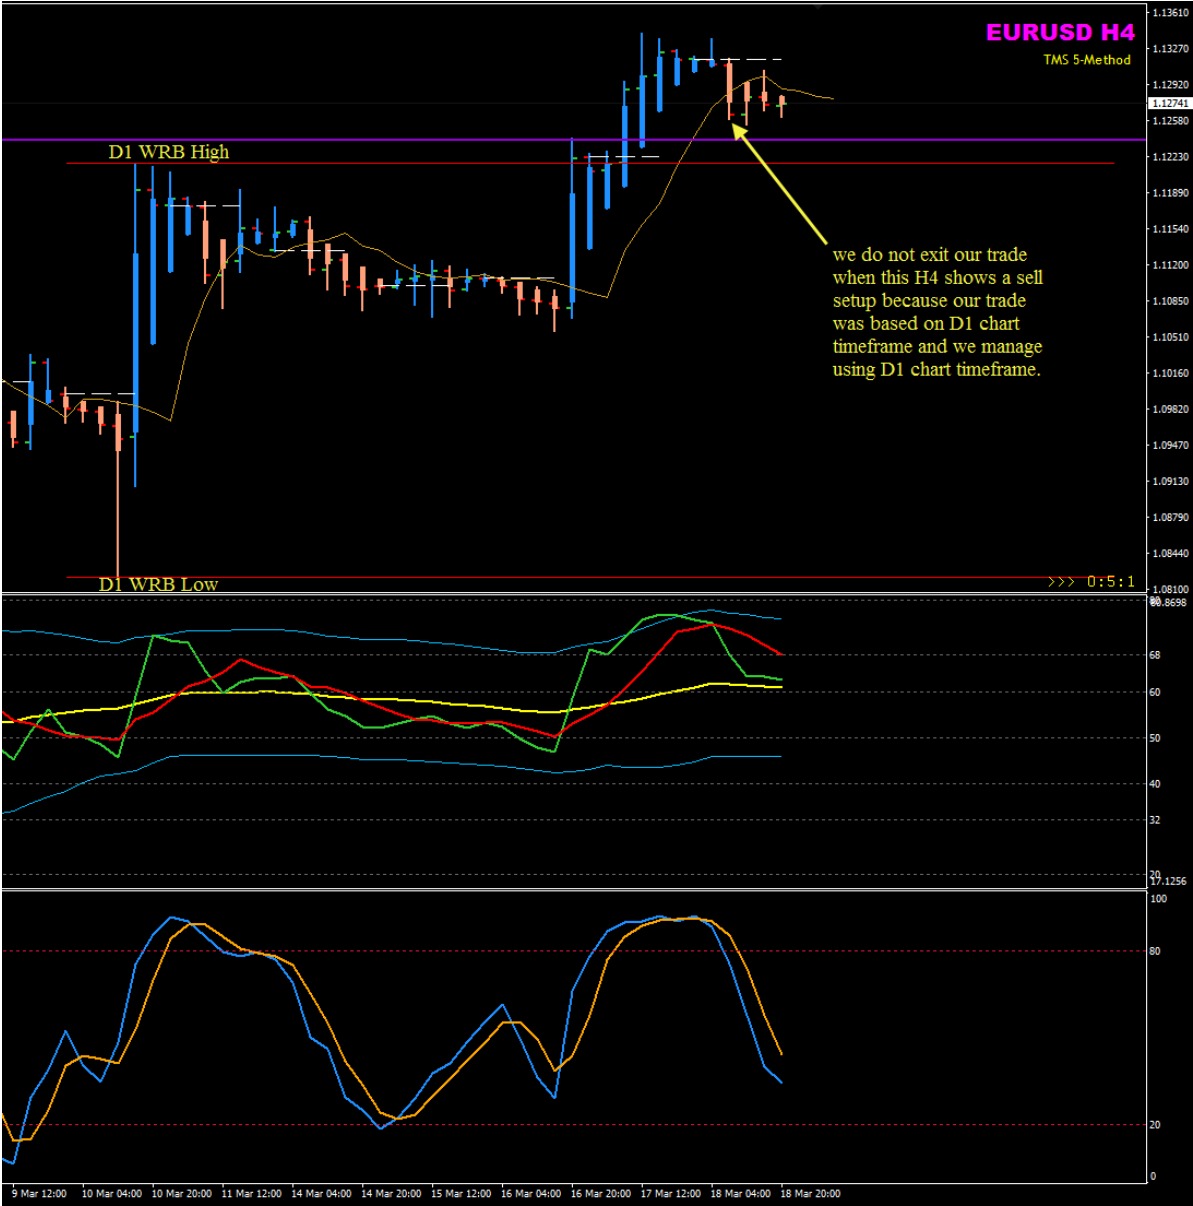 EURUSD H4
TMS 5-Method
D1 WRB High
we do not exit our trade
when this H4 shows a sell
setup because our trade
was based on D1 chart
timeframe and we manage
using D1 chart timeframe.
D1 WRB Low
>>> 0:5:1
1.13610
1.13270
1.12920
1.12741
1.12580
1.12230
1.11890
1.11540
1.11200
1.10850
1.10510
1.10160
1.09820
1.09470
1.09130
1.08790
1.08440
1.08100
80.8698
68
60
50
40
32
20
17.1256
100
80
20
0
9 Mar 12:00 10 Mar 04:00 10 Mar 20:00 11 Mar 12:00 14 Mar 04:00 14 Mar 20:00 15 Mar 12:00 16 Mar 04:00 16 Mar 20:00 17 Mar 12:00 18 Mar 04:00 18 Mar 20:00